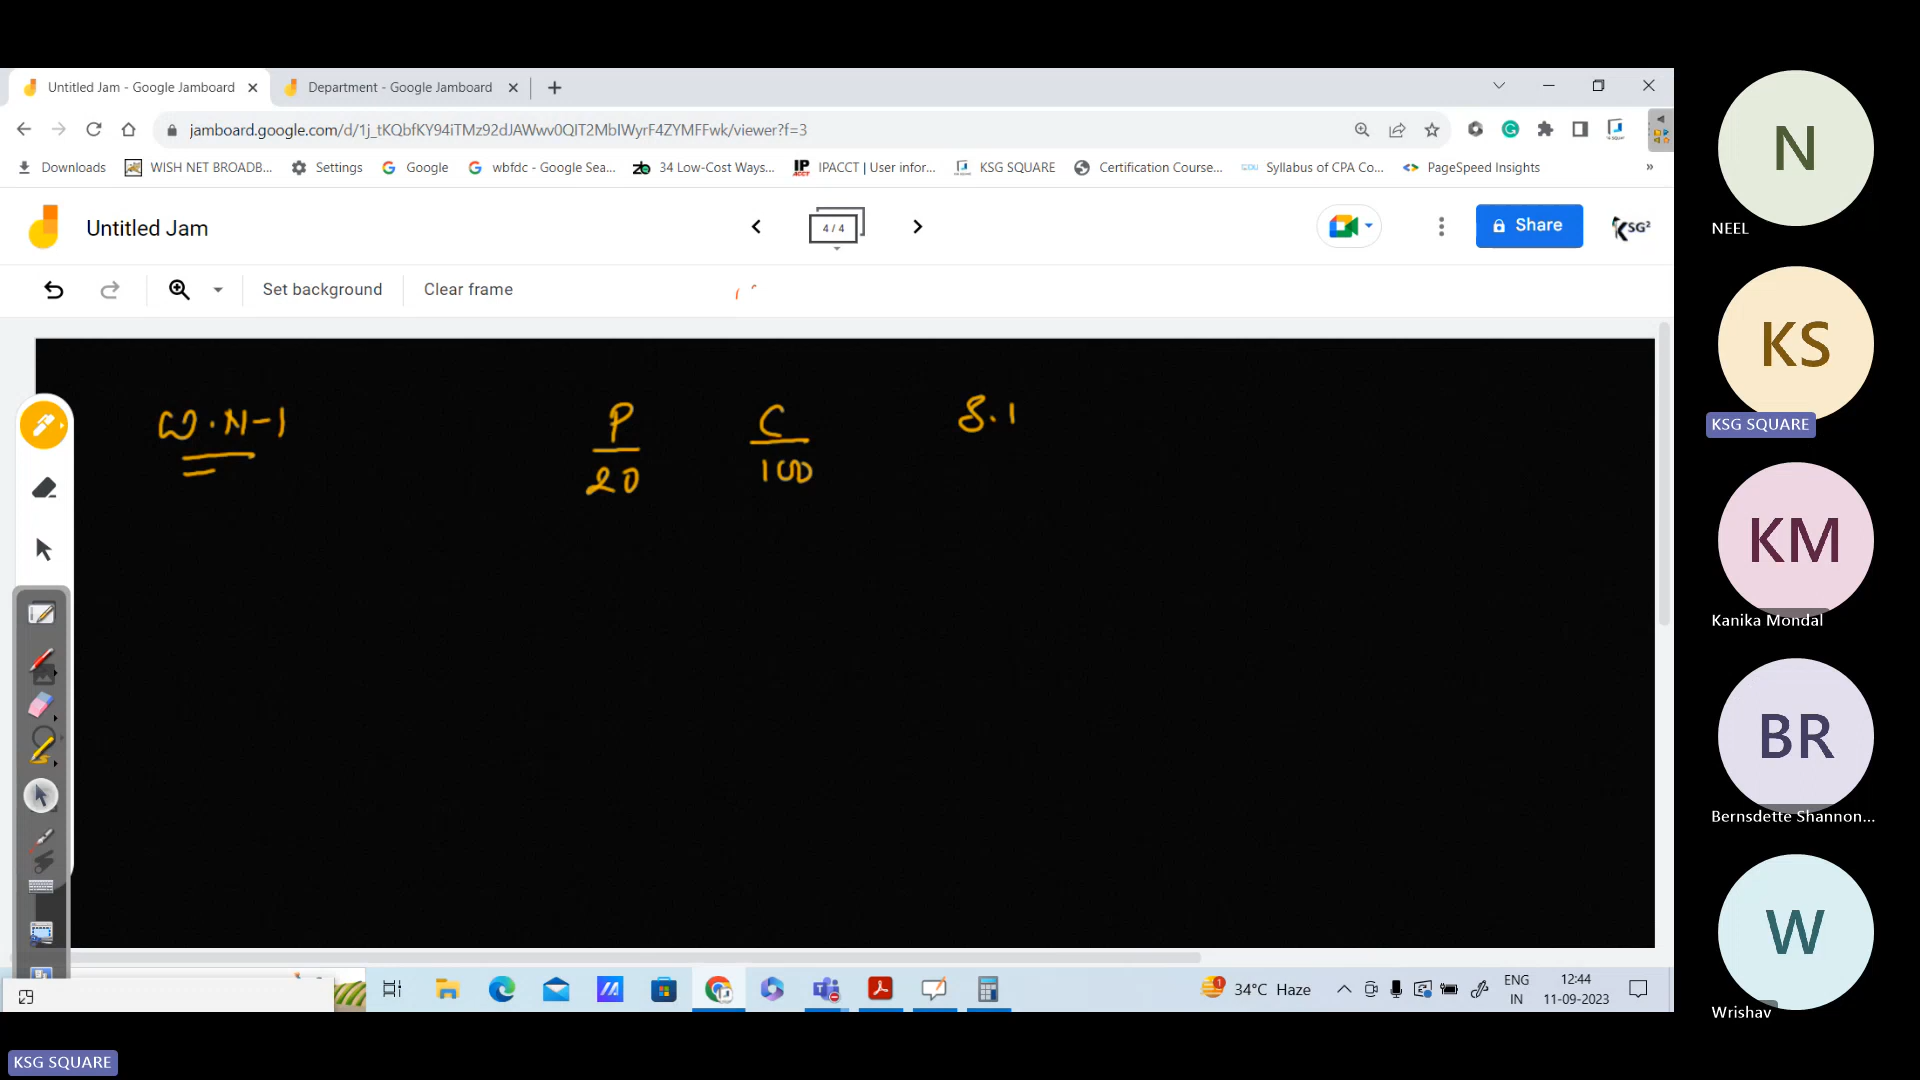 Untitled Jam - Google Jamboard
Department - Google Jamboard
jamboard.google.com/d/1j_tKQbfKY94iTMz92dJAWwv0QIT2MbIWyrF4ZYMFFwk/viewer?f=3
Downloads WISH NET BROADB... Settings Google wbfdc - Google Sea... 34 Low-Cost Ways... IPACCT | User infor... KSG SQUARE Certification Course... Syllabus of CPA Co... PageSpeed Insights »
Untitled Jam
4 / 4
Share
KSG²
Set background Clear frame
W.N-1 P C S.1
20 100
N
NEEL
KS
KSG SQUARE
KM
Kanika Mondal
BR
Bernsdette Shannon...
W
Wrishav
34°C Haze
ENG
IN
12:44
11-09-2023
KSG SQUARE